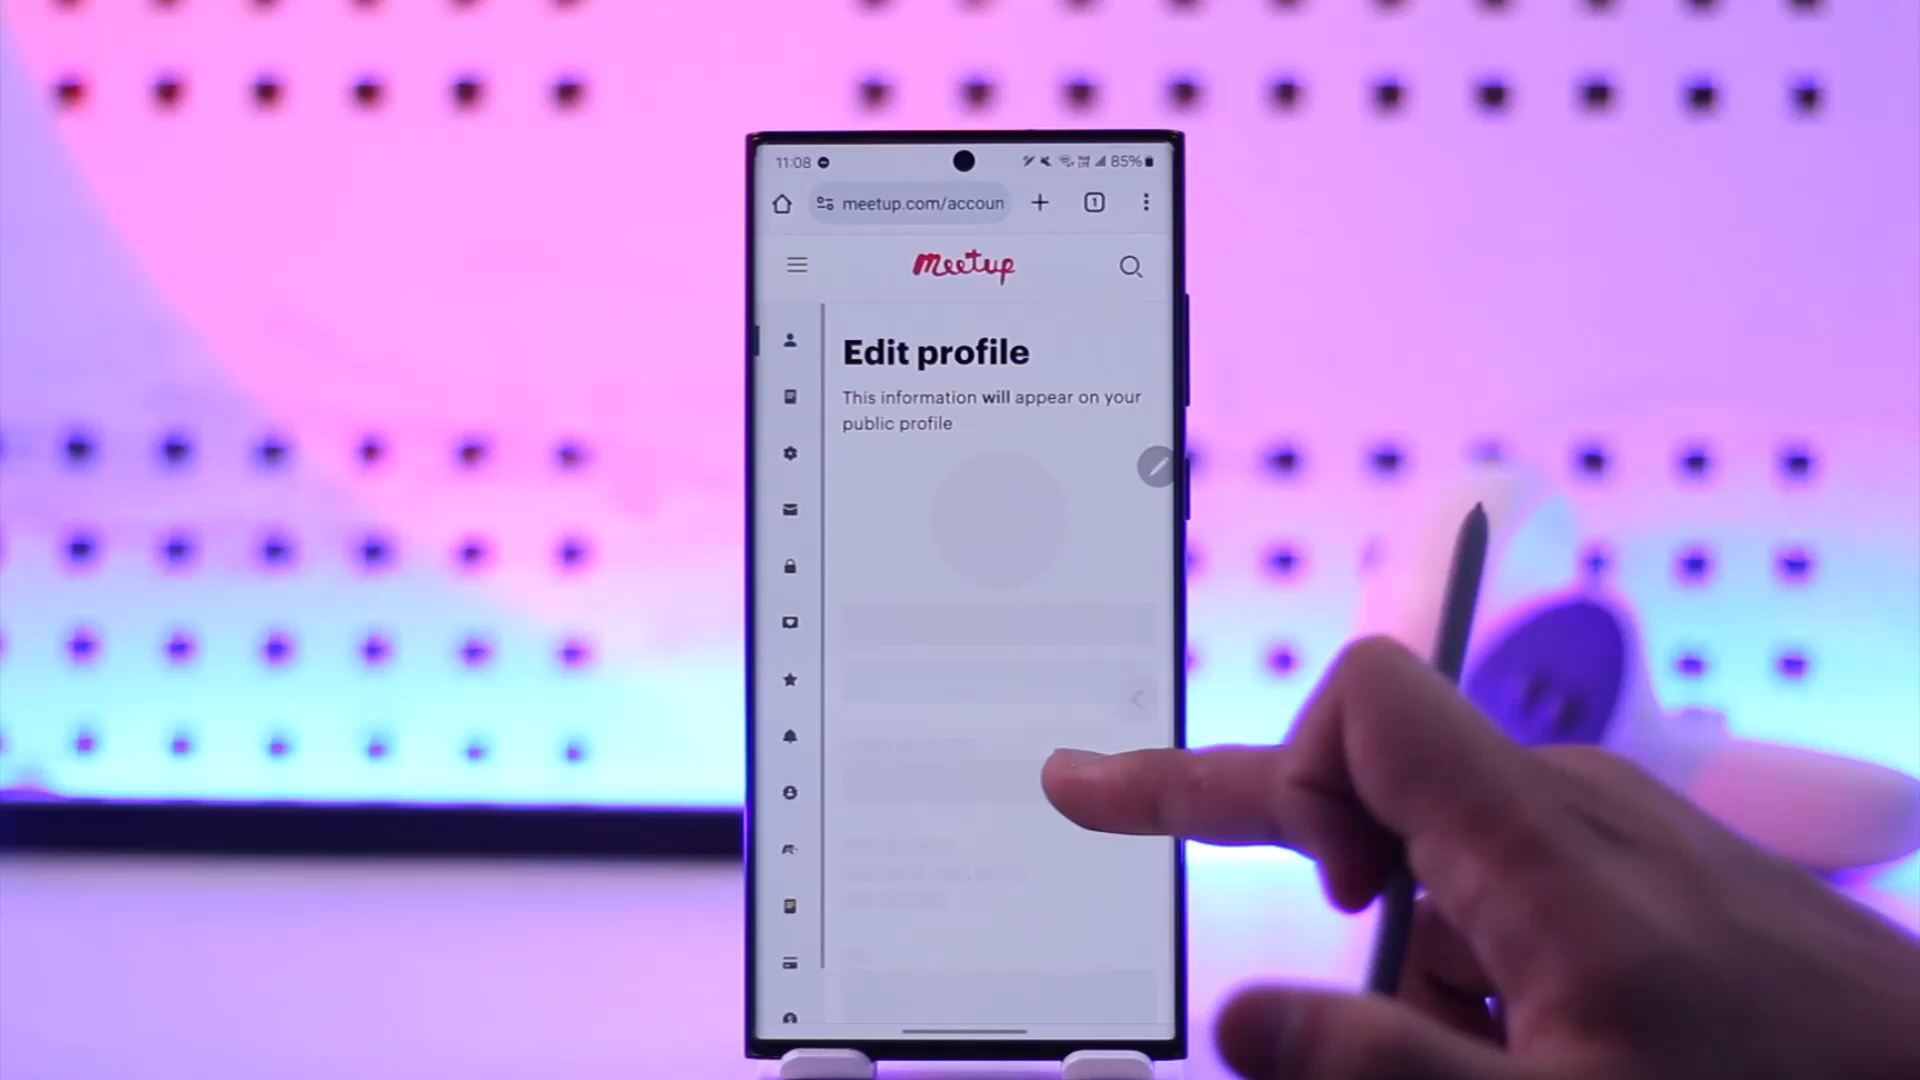 11:08
85%
meetup.com/accoun
1
meetup
Edit profile
This information will appear on your
public profile